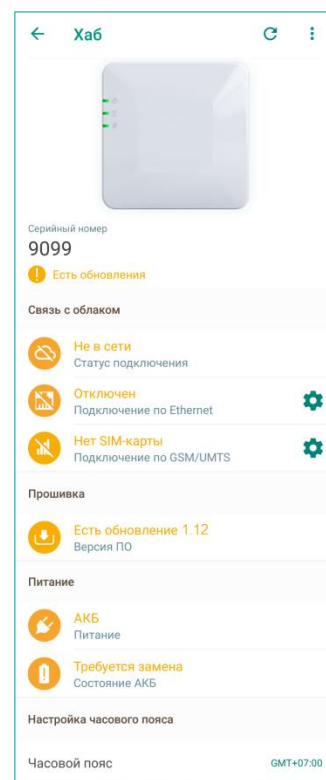 Хаб
Серийный номер
9099
Есть обновления
Связь с облаком
Не в сети
Статус подключения
Отключен
Подключение по Ethernet
Нет SIM-карты
Подключение по GSM/UMTS
Прошивка
Есть обновление 1.12
Версия ПО
Питание
АКБ
Питание
Требуется замена
Состояние АКБ
Настройка часового пояса
Часовой пояс GMT+07:00